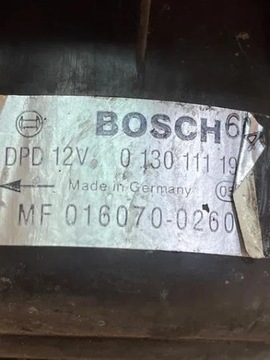 BOSCH
DPD 12V 0 130 111 19
Made in Germany
MF 016070-0260